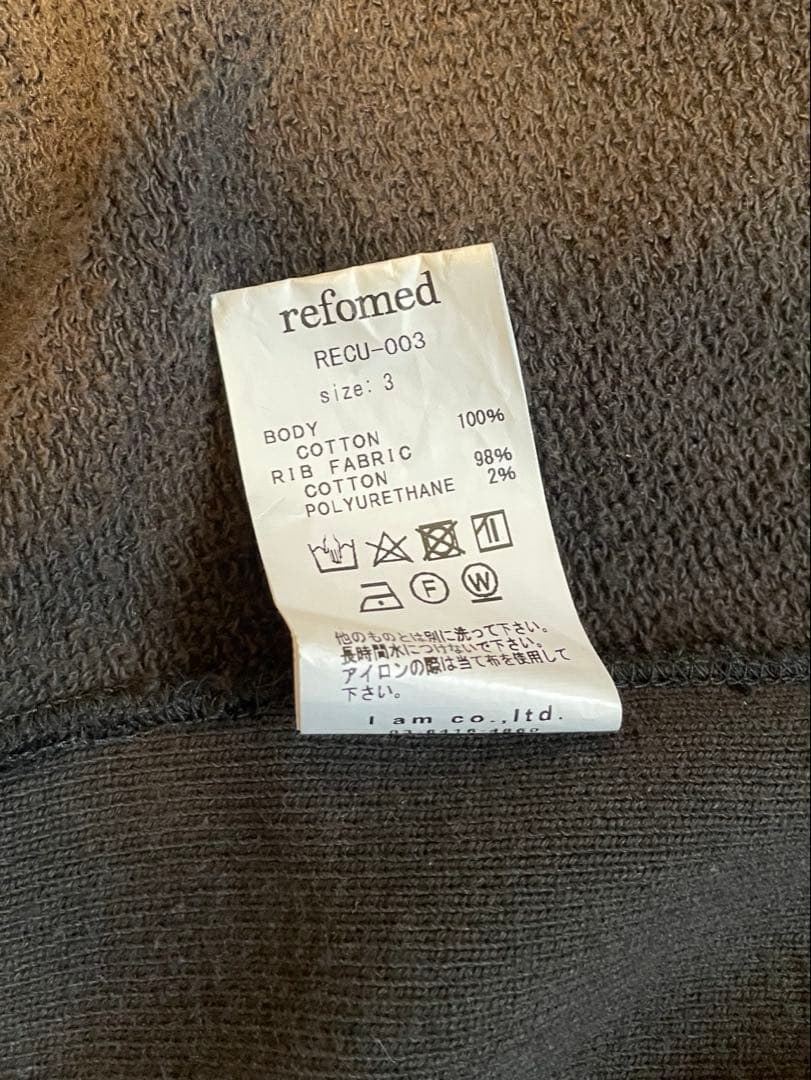 refomed
RECU-003
size: 3
BODY
COTTON 100%
RIB FABRIC
COTTON 98%
POLYURETHANE 2%
F W
他のものとは別に洗って下さい。
長時間水につけないで下さい。
アイロンの際は当て布を使用して
下さい。
I am co.,ltd.